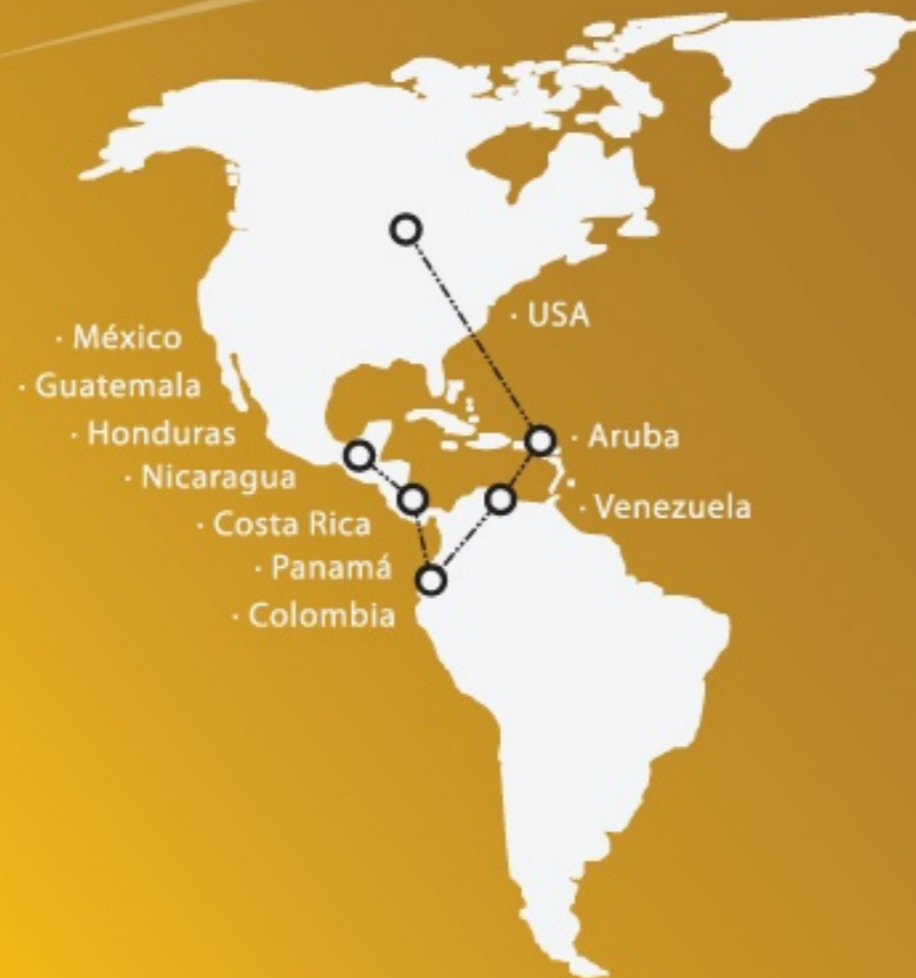 · USA
· México
· Guatemala
· Honduras
· Aruba
· Nicaragua
· Venezuela
· Costa Rica
· Panamá
· Colombia